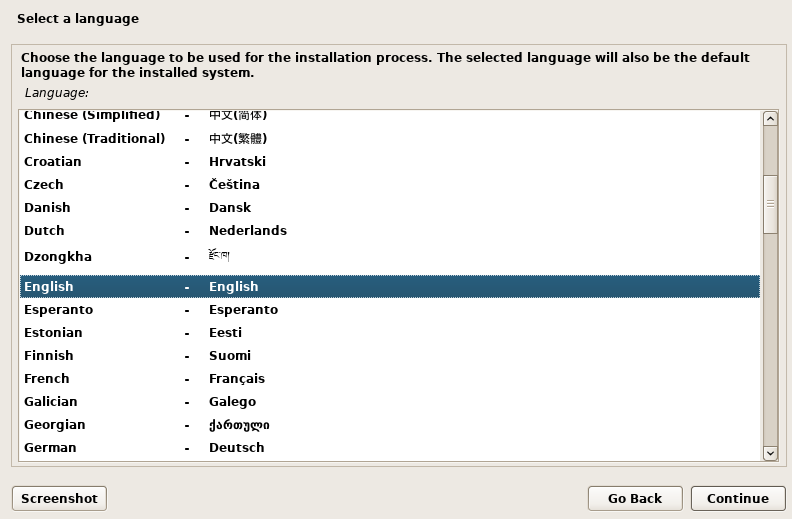 Select a language
Choose the language to be used for the installation process. The selected language will also be the default
language for the installed system.
Language:
Chinese (Simplified) - 中文(简体)
Chinese (Traditional) - 中文(繁體)
Croatian - Hrvatski
Czech - Čeština
Danish - Dansk
Dutch - Nederlands
Dzongkha - རྫོང་ཁ།
English - English
Esperanto - Esperanto
Estonian - Eesti
Finnish - Suomi
French - Français
Galician - Galego
Georgian - ქართული
German - Deutsch
Screenshot Go Back Continue